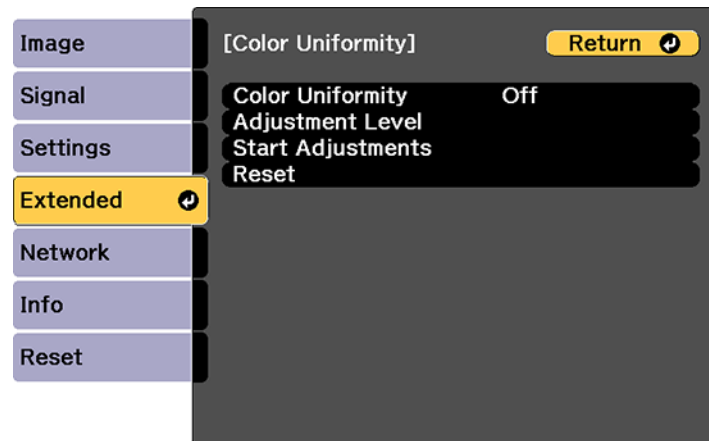 Image
Signal
Settings
Extended
Network
Info
Reset
[Color Uniformity]
Return
Color Uniformity Off
Adjustment Level
Start Adjustments
Reset